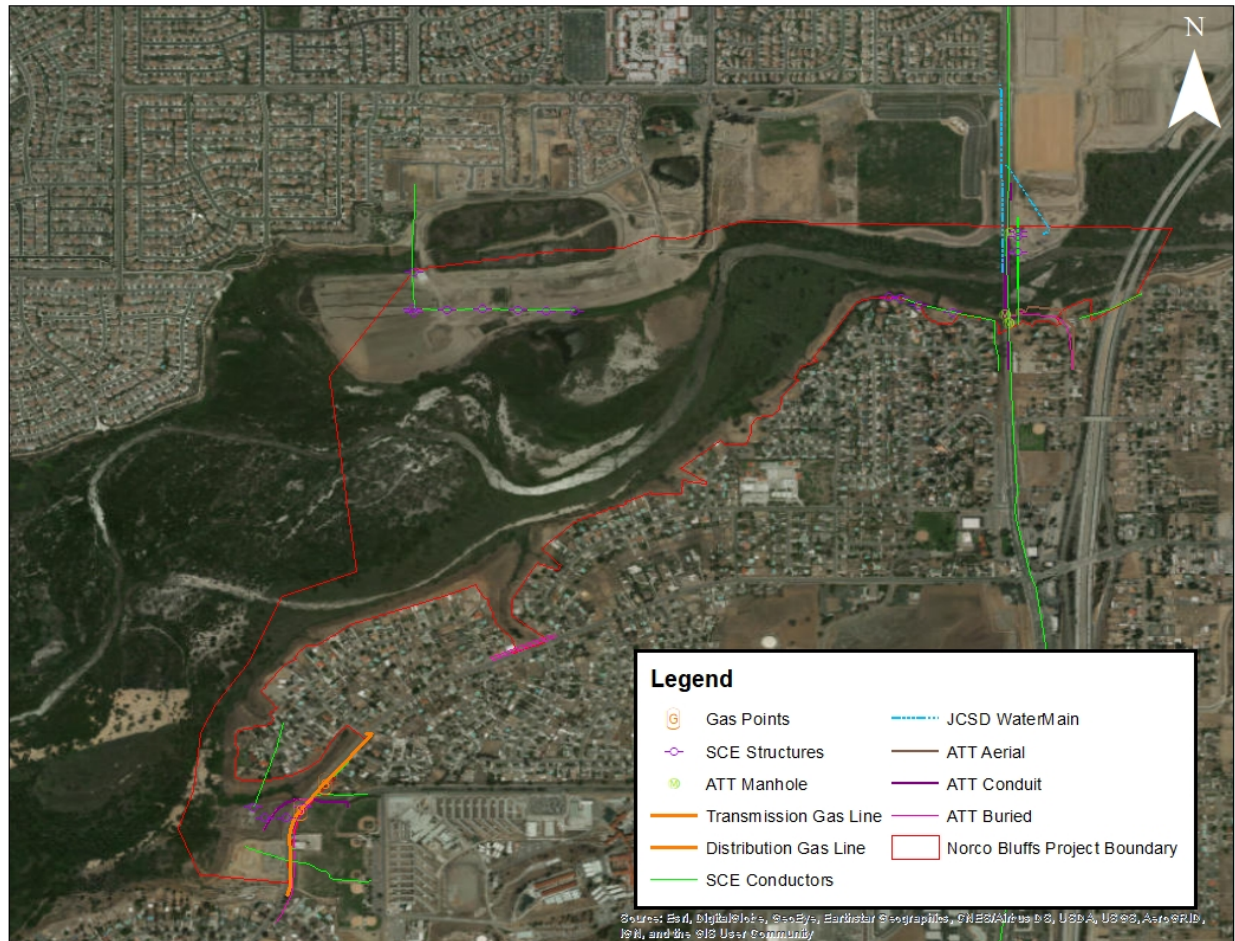 N
Legend
Gas Points
SCE Structures
ATT Manhole
Transmission Gas Line
Distribution Gas Line
SCE Conductors
JCSD WaterMain
ATT Aerial
ATT Conduit
ATT Buried
Norco Bluffs Project Boundary
Source: Esri, DigitalGlobe, GeoEye, Earthstar Geographics, CNES/Airbus DS, USDA, USGS, AeroGRID,
IGN, and the GIS User Community